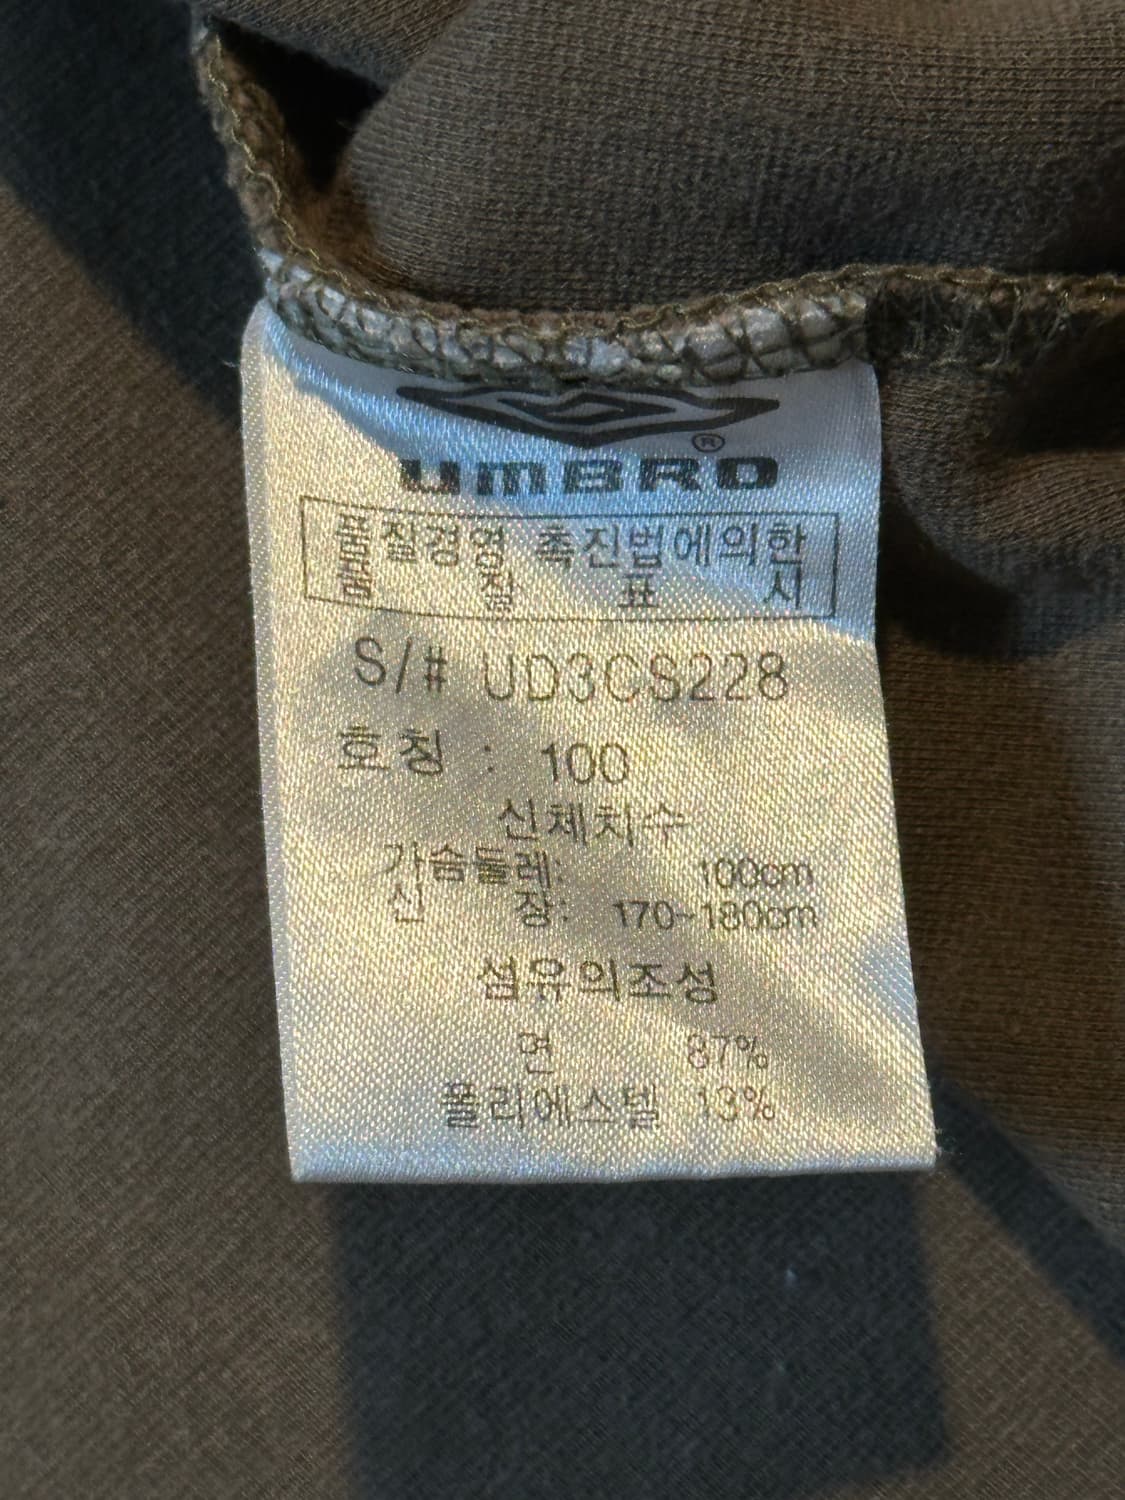 umBRO
®
품질경영 촉진법에의한
품 질 표 시
S/# UD3CS228
호칭 : 100
신체치수
가슴둘레: 100cm
신 장: 170~180cm
섬유의조성
면 87%
폴리에스텔 13%